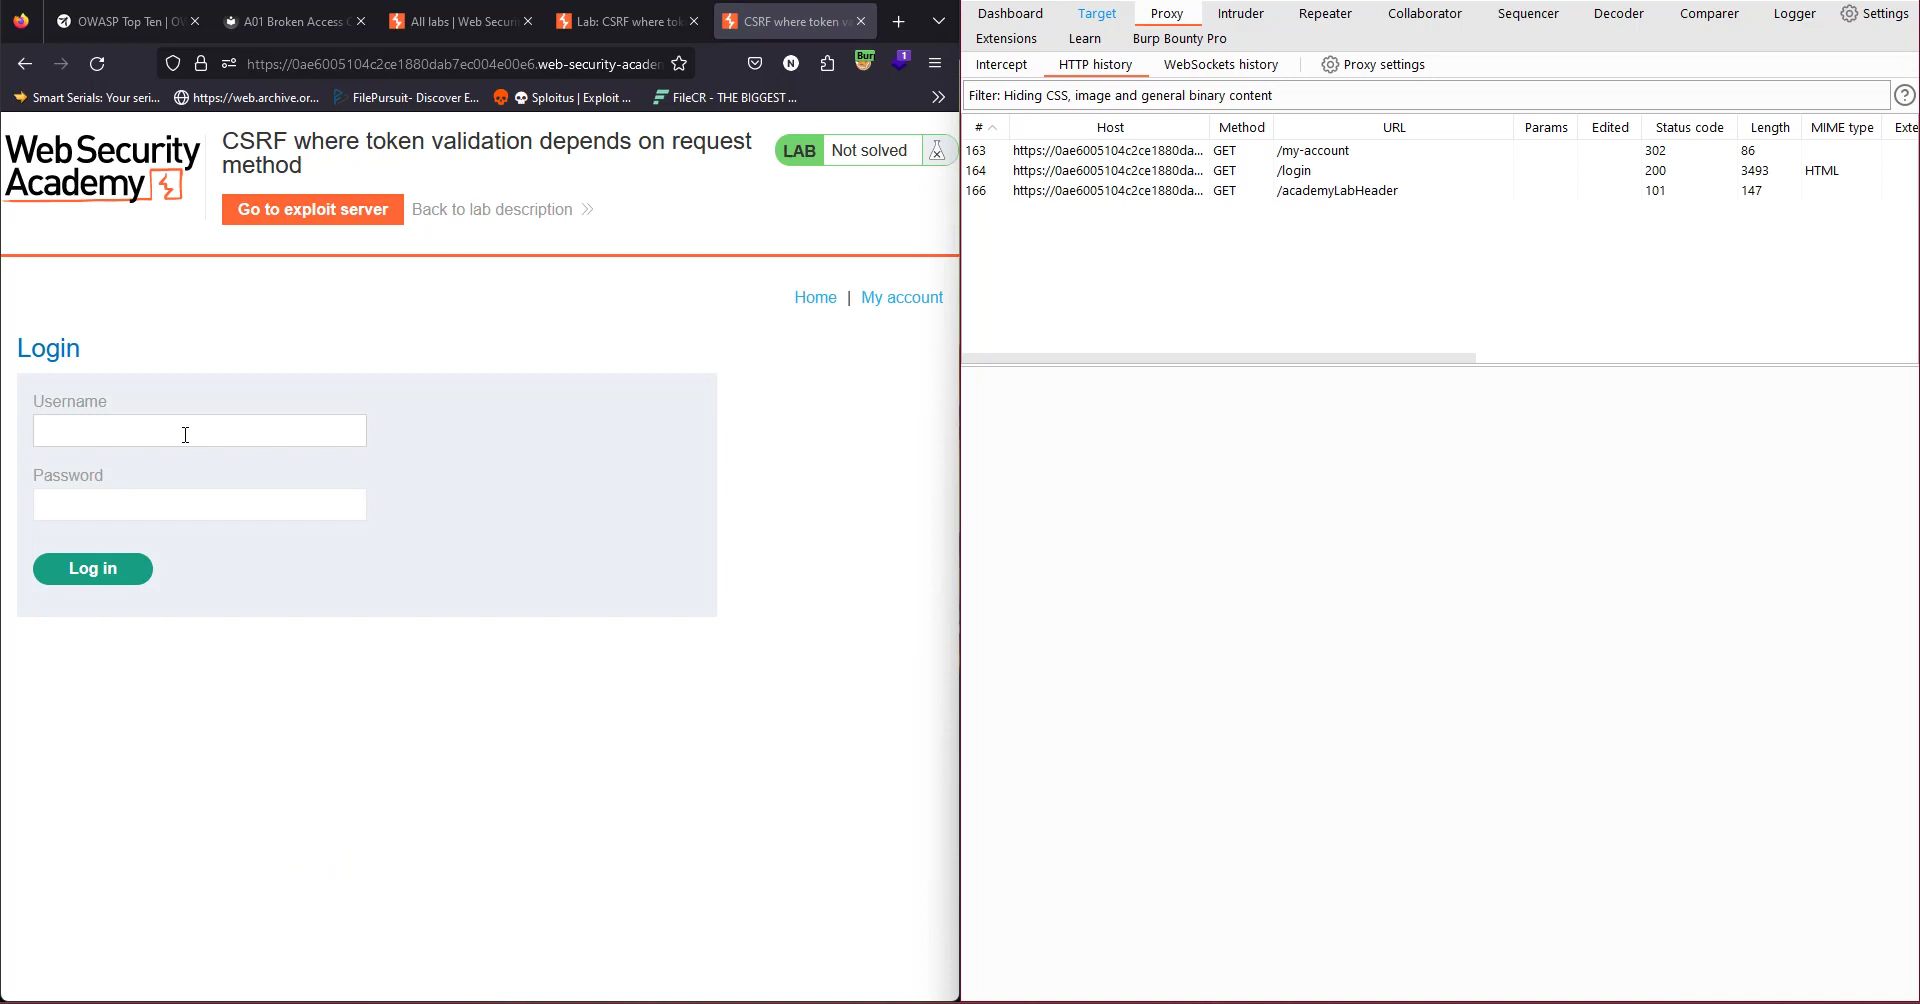 OWASP Top Ten | OW
A01 Broken Access C
All labs | Web Securi
Lab: CSRF where tok
CSRF where token va
https://0ae6005104c2ce1880dab7ec004e00e6.web-security-academ
Bur
1
Smart Serials: Your seri...
https://web.archive.or...
FilePursuit- Discover E...
Sploitus | Exploit ...
FileCR - THE BIGGEST ...
Web Security
Academy
CSRF where token validation depends on request
method
LAB Not solved
Go to exploit server
Back to lab description
Home | My account
Login
Username
Password
Log in
Dashboard Target Proxy Intruder Repeater Collaborator Sequencer Decoder Comparer Logger Settings
Extensions Learn Burp Bounty Pro
Intercept HTTP history WebSockets history Proxy settings
Filter: Hiding CSS, image and general binary content
# Host Method URL Params Edited Status code Length MIME type Exte
163 https://0ae6005104c2ce1880da... GET /my-account 302 86
164 https://0ae6005104c2ce1880da... GET /login 200 3493 HTML
166 https://0ae6005104c2ce1880da... GET /academyLabHeader 101 147